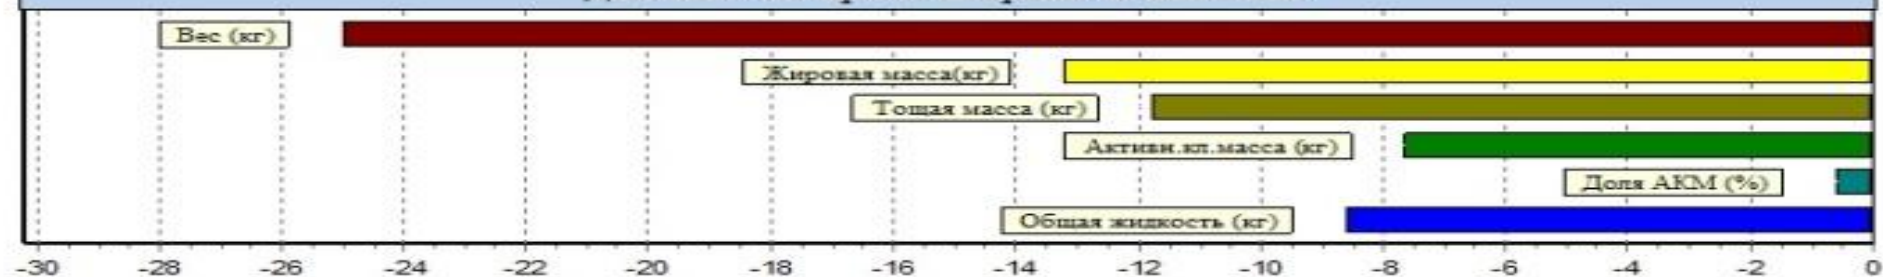 Вес (кг)
Жировая масса(кг)
Тощая масса (кг)
Активн.кл.масса (кг)
Доля АКМ (%)
Общая жидкость (кг)
-30 -28 -26 -24 -22 -20 -18 -16 -14 -12 -10 -8 -6 -4 -2 0